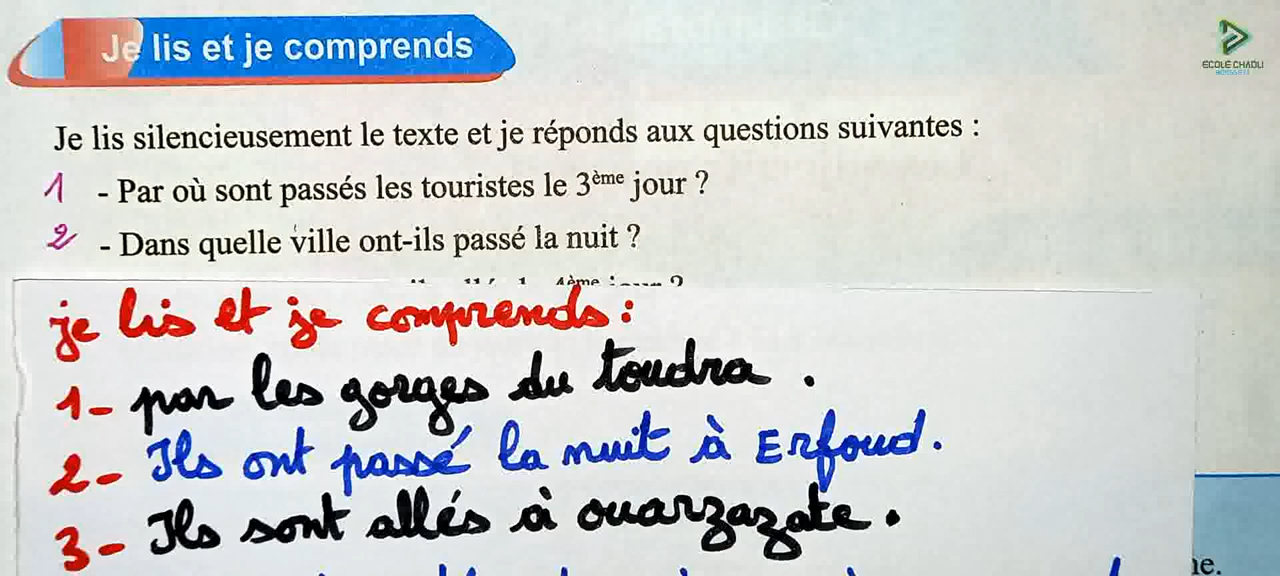 Je lis et je comprends
ECOLE CHAOLI
Je lis silencieusement le texte et je réponds aux questions suivantes :
1 - Par où sont passés les touristes le 3ème jour ?
2 - Dans quelle ville ont-ils passé la nuit ?
je lis et je comprends :
1- par les gorges du toudra .
2- Ils ont passé la nuit à Erfoud.
3- Ils sont allés à ouarzazate.